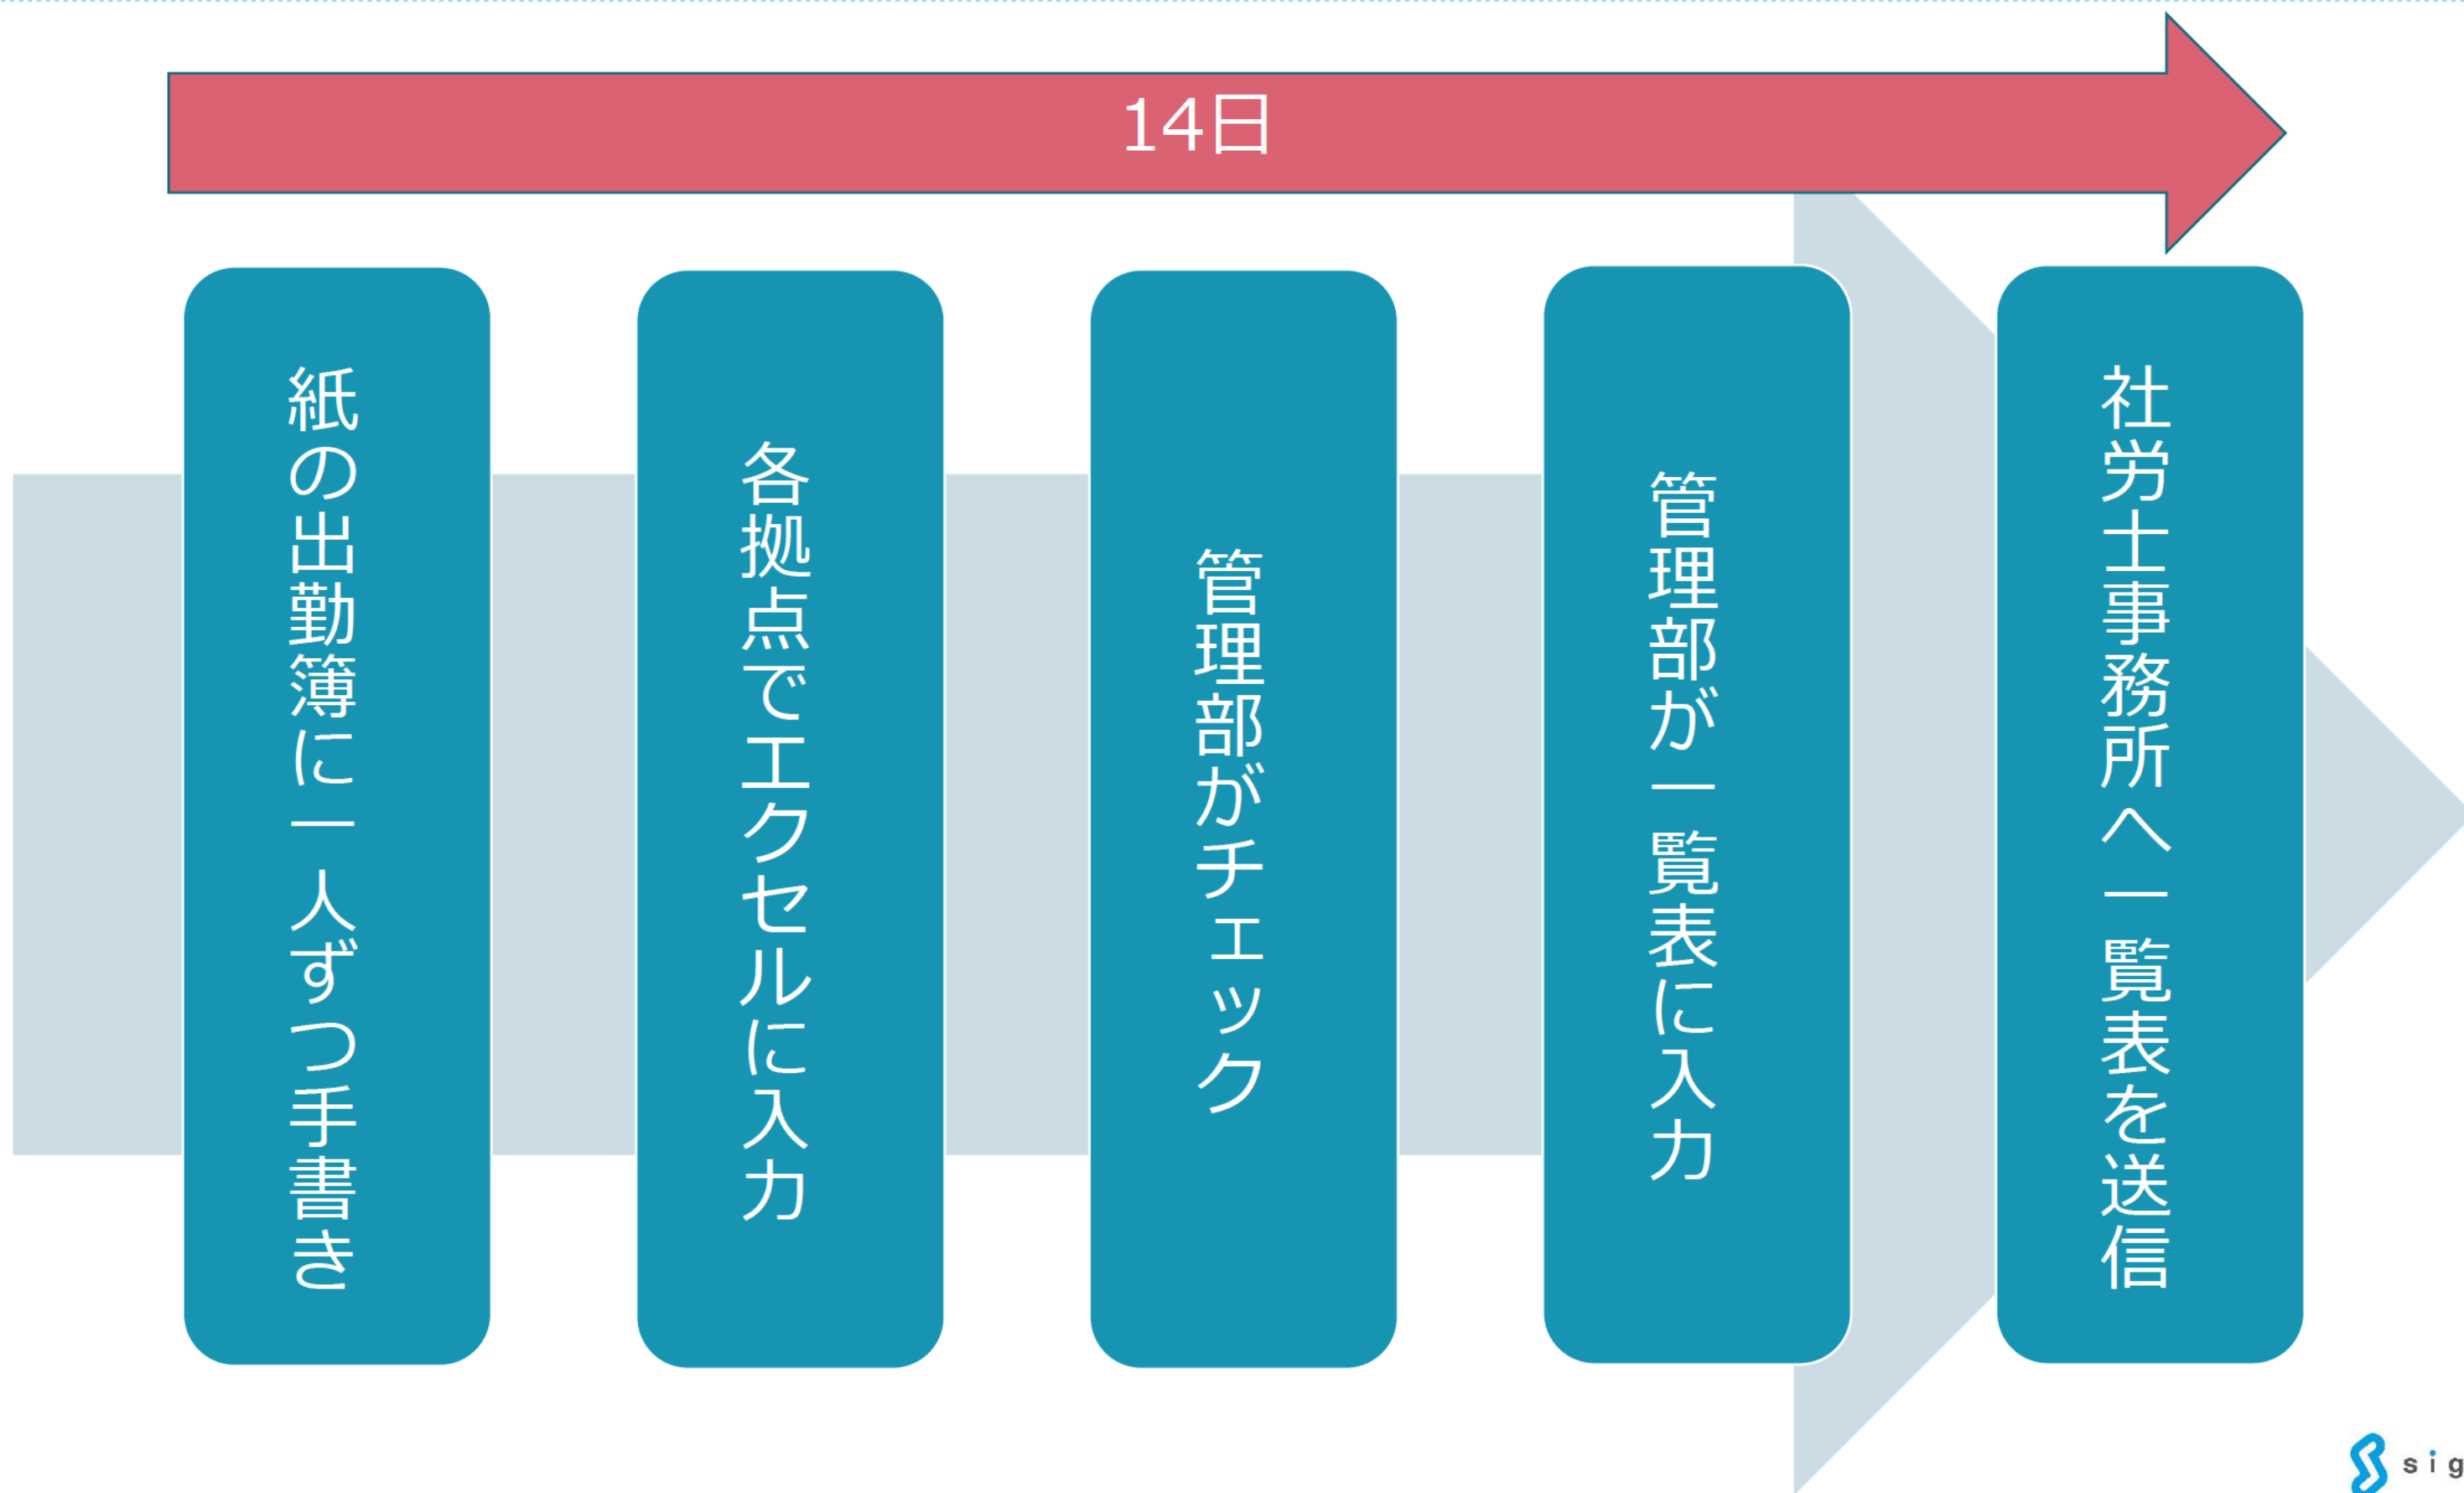 14日
紙の出勤簿に一人ずつ手書き
各拠点でエクセルに入力
管理部がチェック
管理部が一覧表に入力
社労士事務所へ一覧表を送信